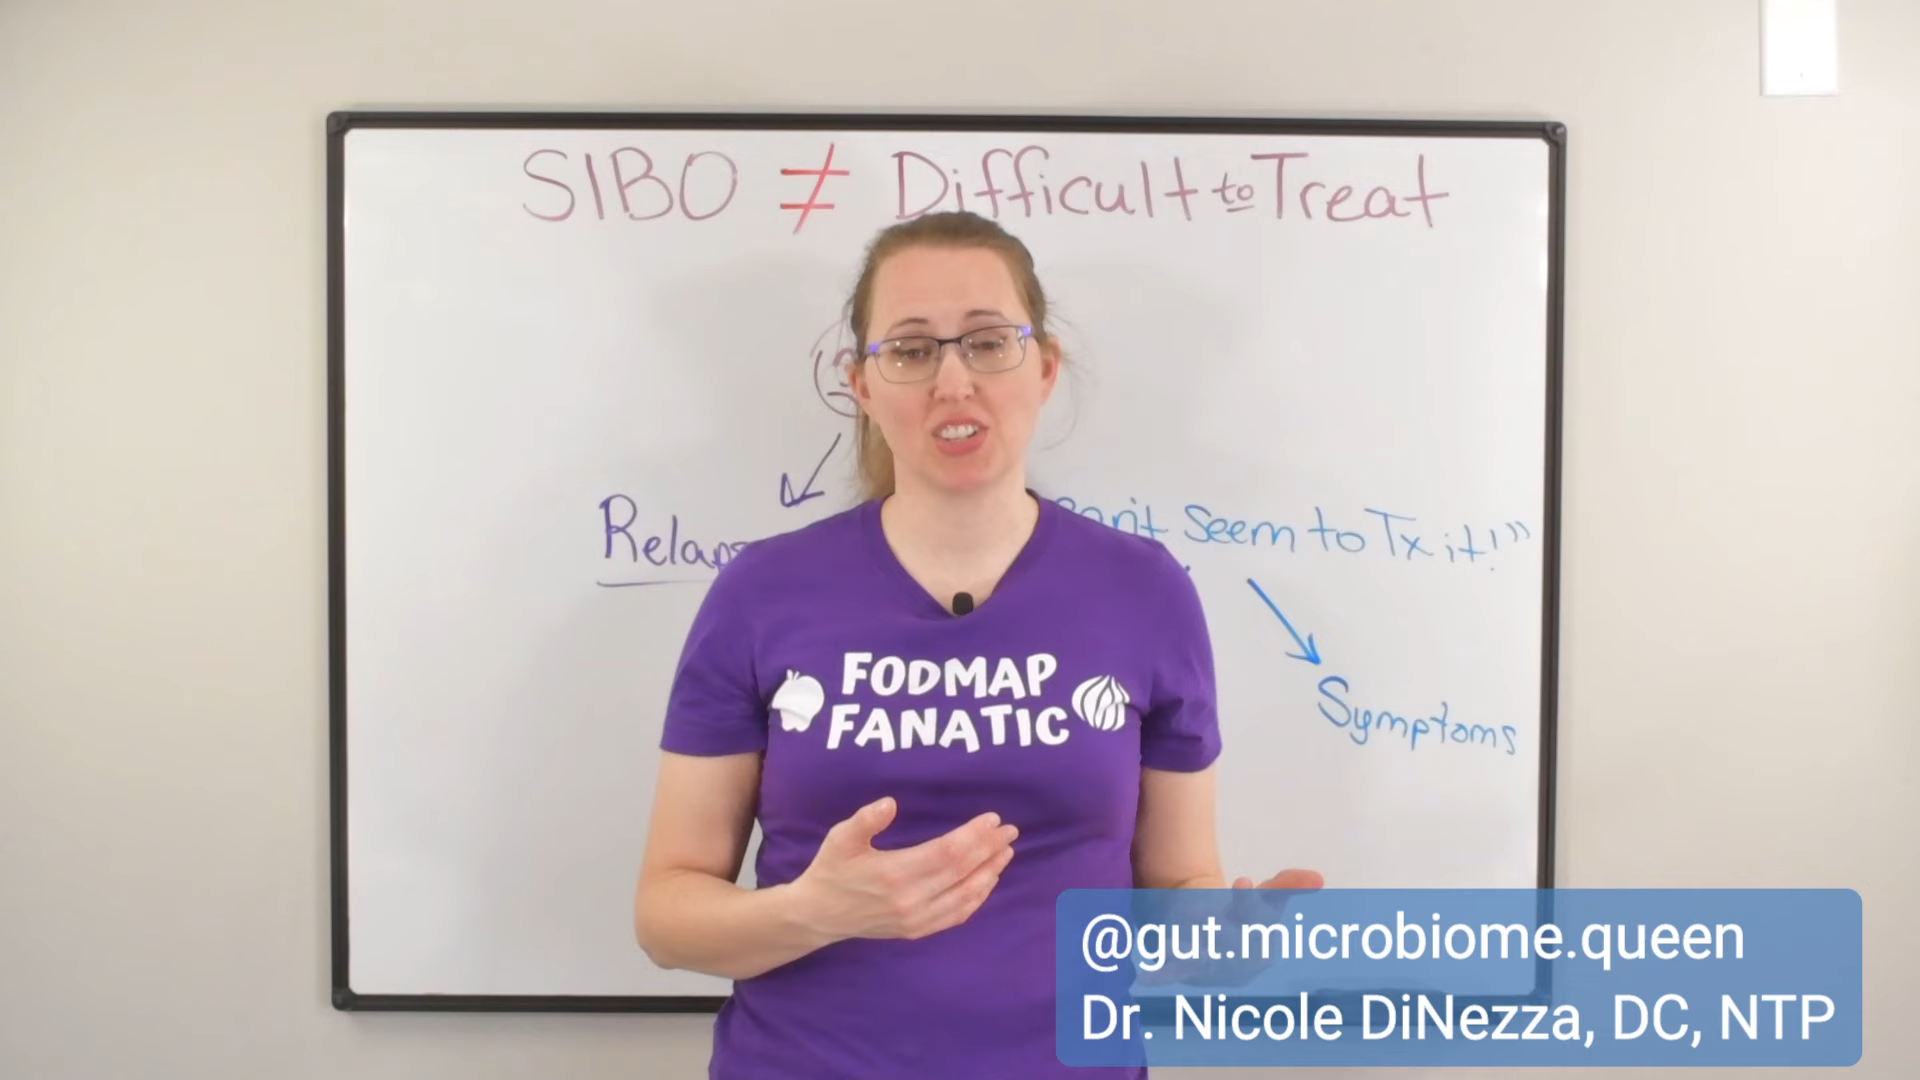 SIBO ≠ Difficult to Treat
Seem to Tx it!"
Symptoms
FODMAP
FANATIC
@gut.microbiome.queen
Dr. Nicole DiNezza, DC, NTP